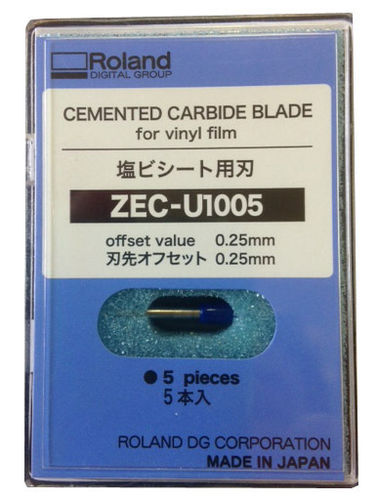 Roland
DIGITAL GROUP
CEMENTED CARBIDE BLADE
for vinyl film
塩ビシート用刃
ZEC-U1005
offset value 0.25mm
刃先オフセット 0.25mm
● 5 pieces
5本入
ROLAND DG CORPORATION
MADE IN JAPAN